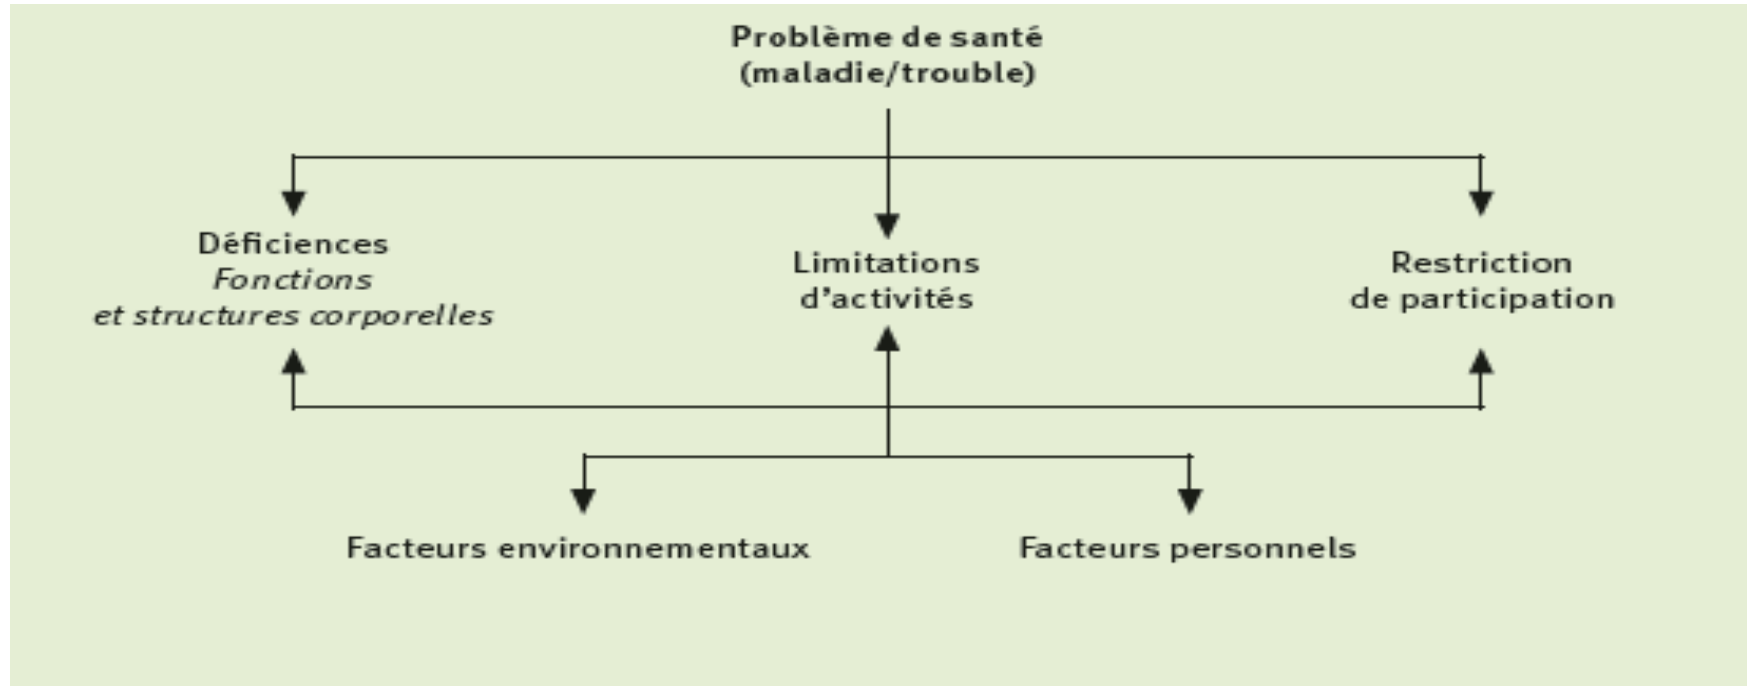 Problème de santé
(maladie/trouble)
Déficiences
Fonctions
et structures corporelles
Limitations
d’activités
Restriction
de participation
Facteurs environnementaux
Facteurs personnels